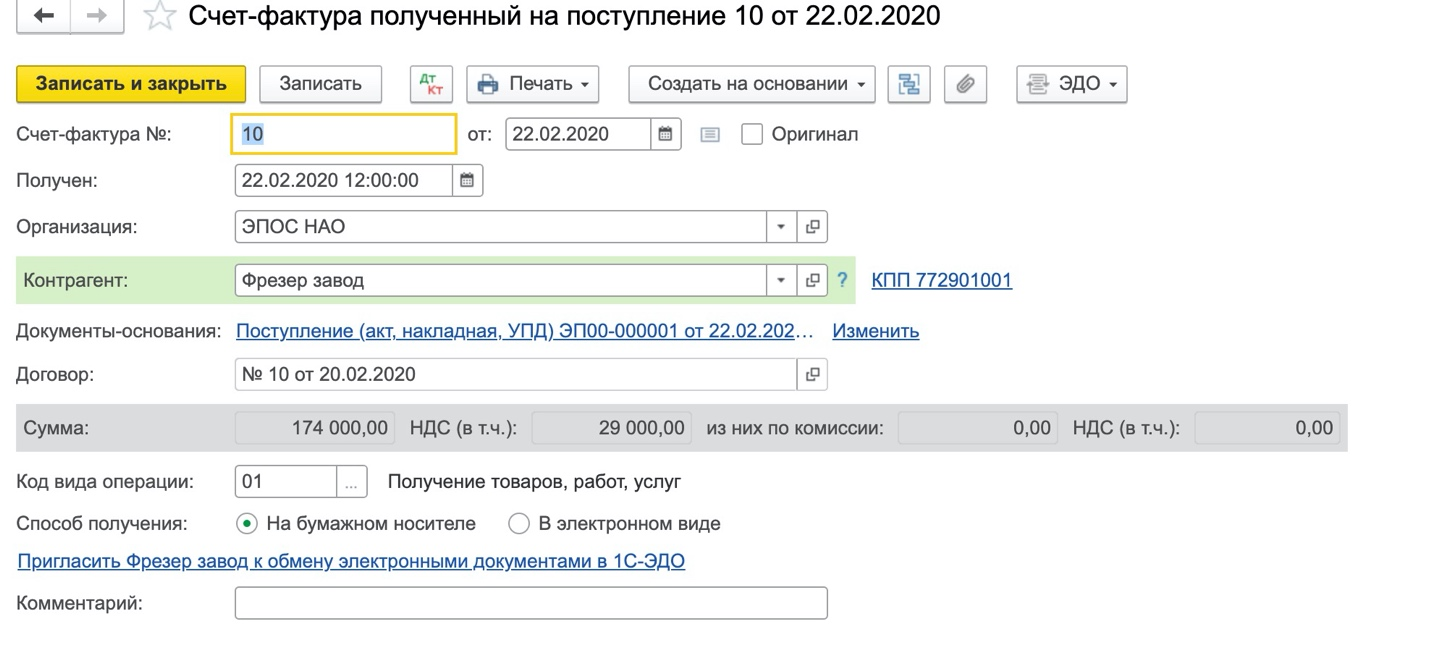 Счет-фактура полученный на поступление 10 от 22.02.2020
Записать и закрыть Записать Дт Кт Печать Создать на основании ЭДО
Счет-фактура №: 10 от: 22.02.2020 Оригинал
Получен: 22.02.2020 12:00:00
Организация: ЭПОС НАО
Контрагент: Фрезер завод ? КПП 772901001
Документы-основания: Поступление (акт, накладная, УПД) ЭП00-000001 от 22.02.202... Изменить
Договор: № 10 от 20.02.2020
Сумма: 174 000,00 НДС (в т.ч.): 29 000,00 из них по комиссии: 0,00 НДС (в т.ч.): 0,00
Код вида операции: 01 ... Получение товаров, работ, услуг
Способ получения: На бумажном носителе В электронном виде
Пригласить Фрезер завод к обмену электронными документами в 1С-ЭДО
Комментарий: